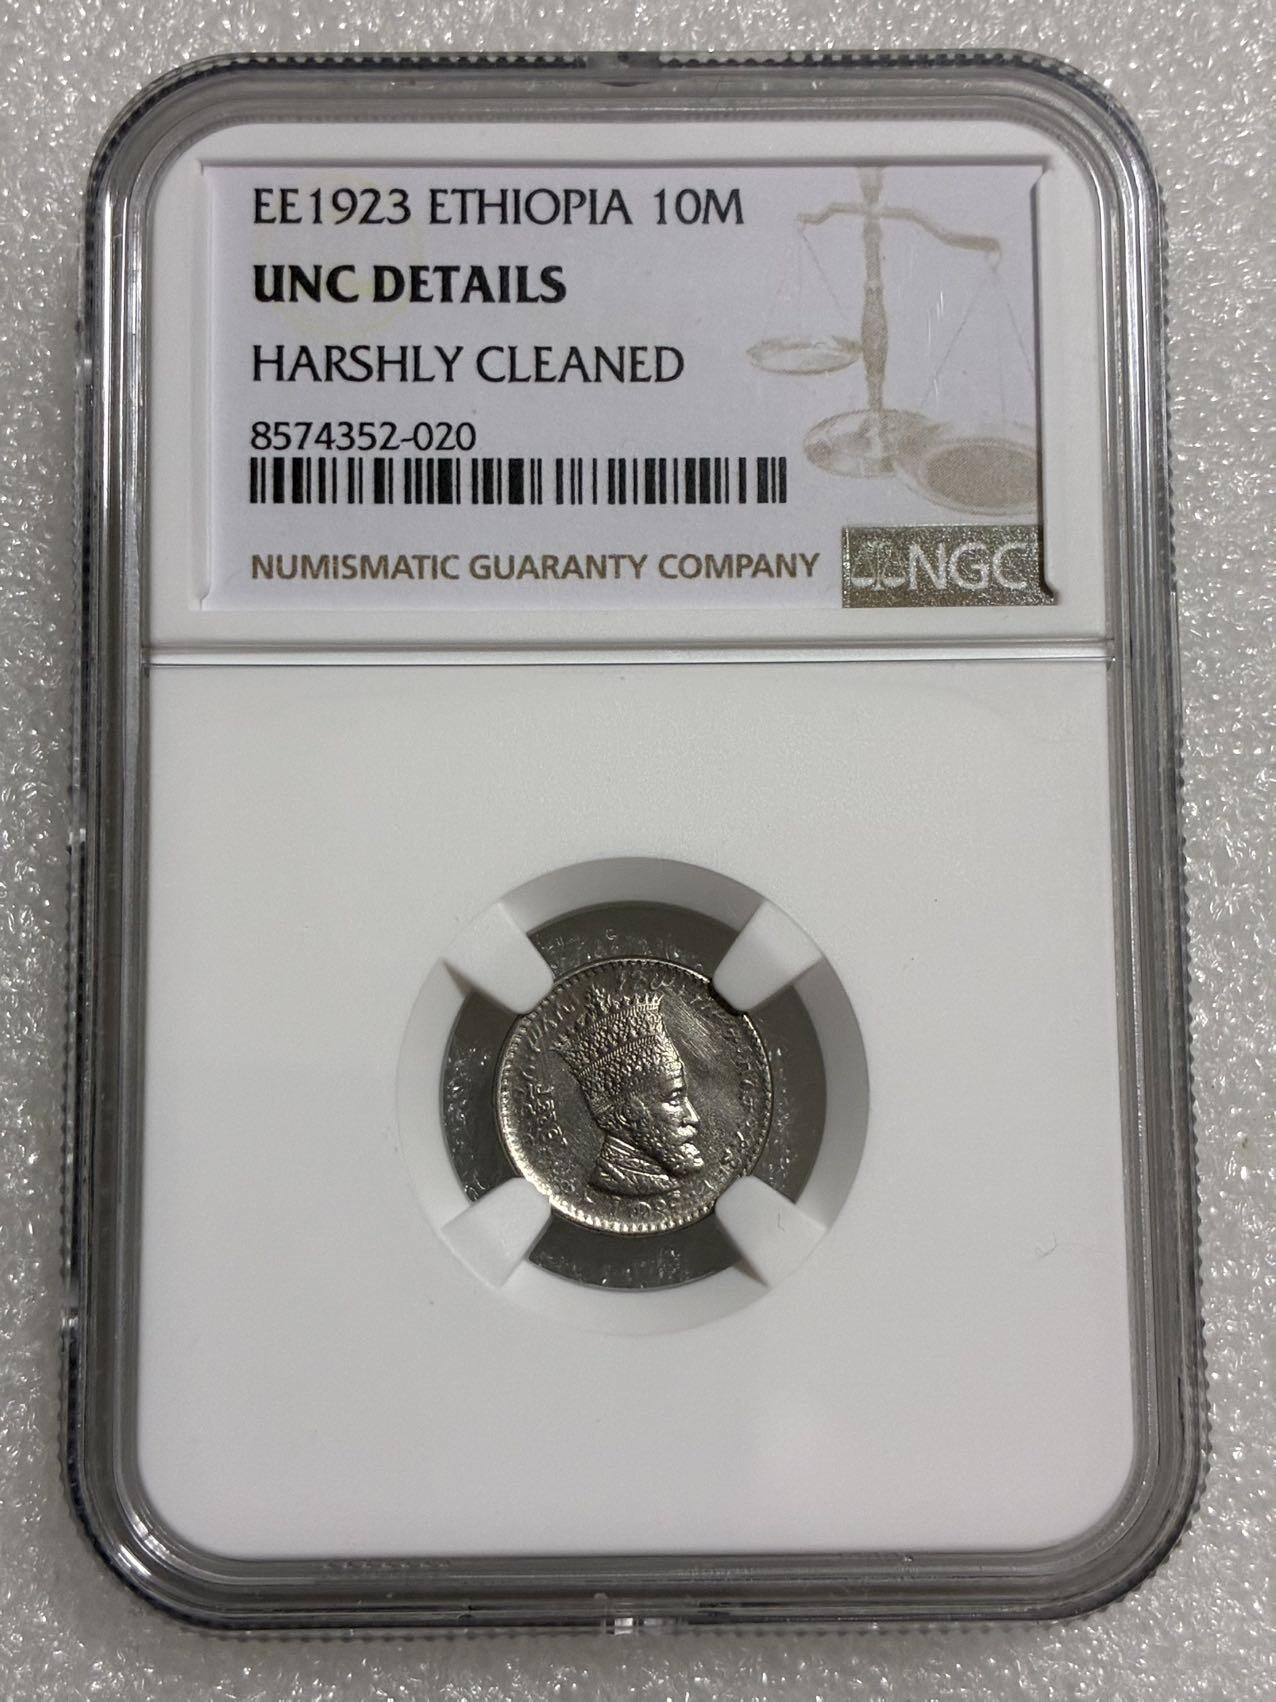 EE1923 ETHIOPIA 10M
UNC DETAILS
HARSHLY CLEANED
8574352-020
NUMISMATIC GUARANTY COMPANY
NGC